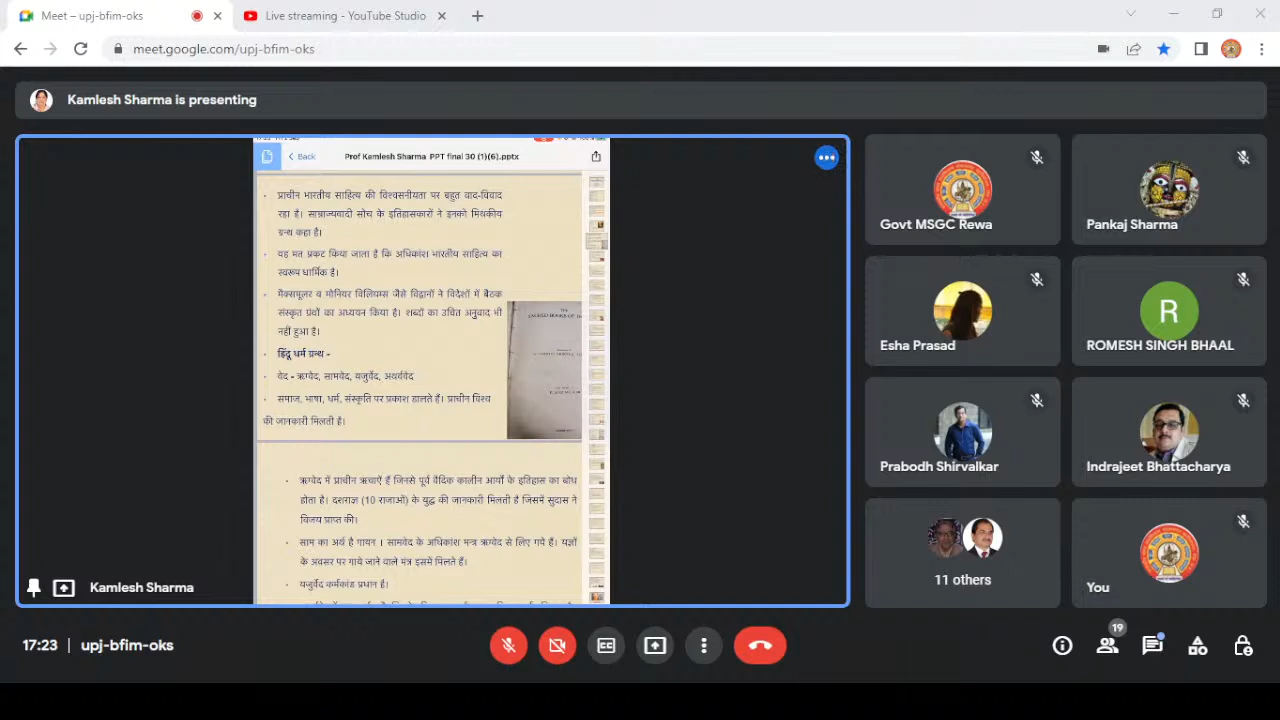 Meet – upj-bfim-oks
Live streaming - YouTube Studio
meet.google.com/upj-bfim-oks
Kamlesh Sharma is presenting
Back
Prof Kamlesh Sharma PPT final 30 (1)(6).pptx
प्राचीन भारतीय साहित्य की विश्वसनीयता पर बहुत वाद-विवाद
रहा है। साम्राज्यवादी सोच के इतिहासकारों ने इनको मिथकीय
ग्रन्थ कहा है।
यह मत प्रकट किया जाता है कि अधिकांश भारतीय साहित्य का
स्वरूप धार्मिक है।
मैक्समूलर व मोनियर विलियम्स जैसे विद्वानों ने विदेशों में बैठक
संस्कृत ग्रंथों का अध्ययन किया है। शब्दों का उचित अनुवाद भी
नहीं हुआ है।
हिंदू धर्म ग्रन्थ -
वेद - ऋग्वेद, सामवेद, यजुर्वेद, अथर्ववेद
सभ्यता एवं संस्कृति पर प्रकाश डालते हैं। प्राचीन विश्व
की जानकारी मिलती है।
THE
ऋग्वेद में प्राचीन ऋचाएँ हैं जिनसे पूर्व वैदिक कालीन आर्यों के इतिहास का बोध
होता है। दसराज्ञ (10 राजाओं) के युद्ध की जानकारी मिलती है जिसमें सुदास ने
विजय प्राप्त की।
साम का अर्थ है गायन । सामवेद के अधिकांश मन्त्र ऋग्वेद से लिए गये हैं। यज्ञों
के अवसर पर गाये जाने वाले मंत्र इसमें मिलते हैं।
यजुर्वेद कर्मकांड प्रधान है।
Kamlesh Sharma
Govt MSGC Rewa
Pankaj sharma
Esha Prasad
R
ROMESH SINGH BHAAL
Prabodh Shirvalkar
Indrajeet Bhattacharya
11 others
You
17:23 | upj-bfim-oks
19